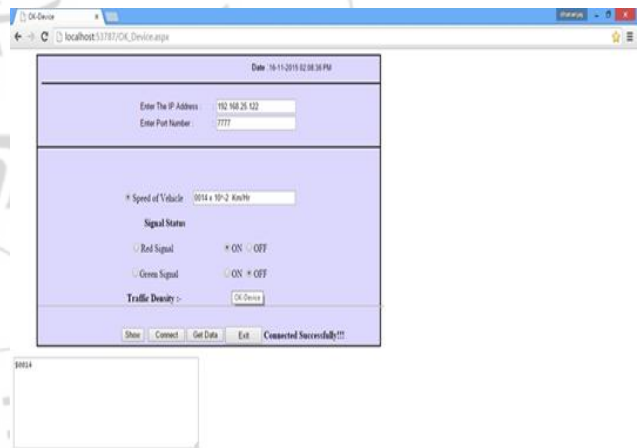 OK-Device
localhost:53787/OK_Device.aspx
Date :16-11-2015 02:08:36 PM
Enter The IP Address : 192.168.25.122
Enter Port Number : 7777
Speed of Vehicle 0014 x 10^-2 Km/Hr
Signal Status
Red Signal ON OFF
Green Signal ON OFF
Traffic Density :- OK-Device
Show Connect Get Data Exit Connected Successfully!!!
$0014